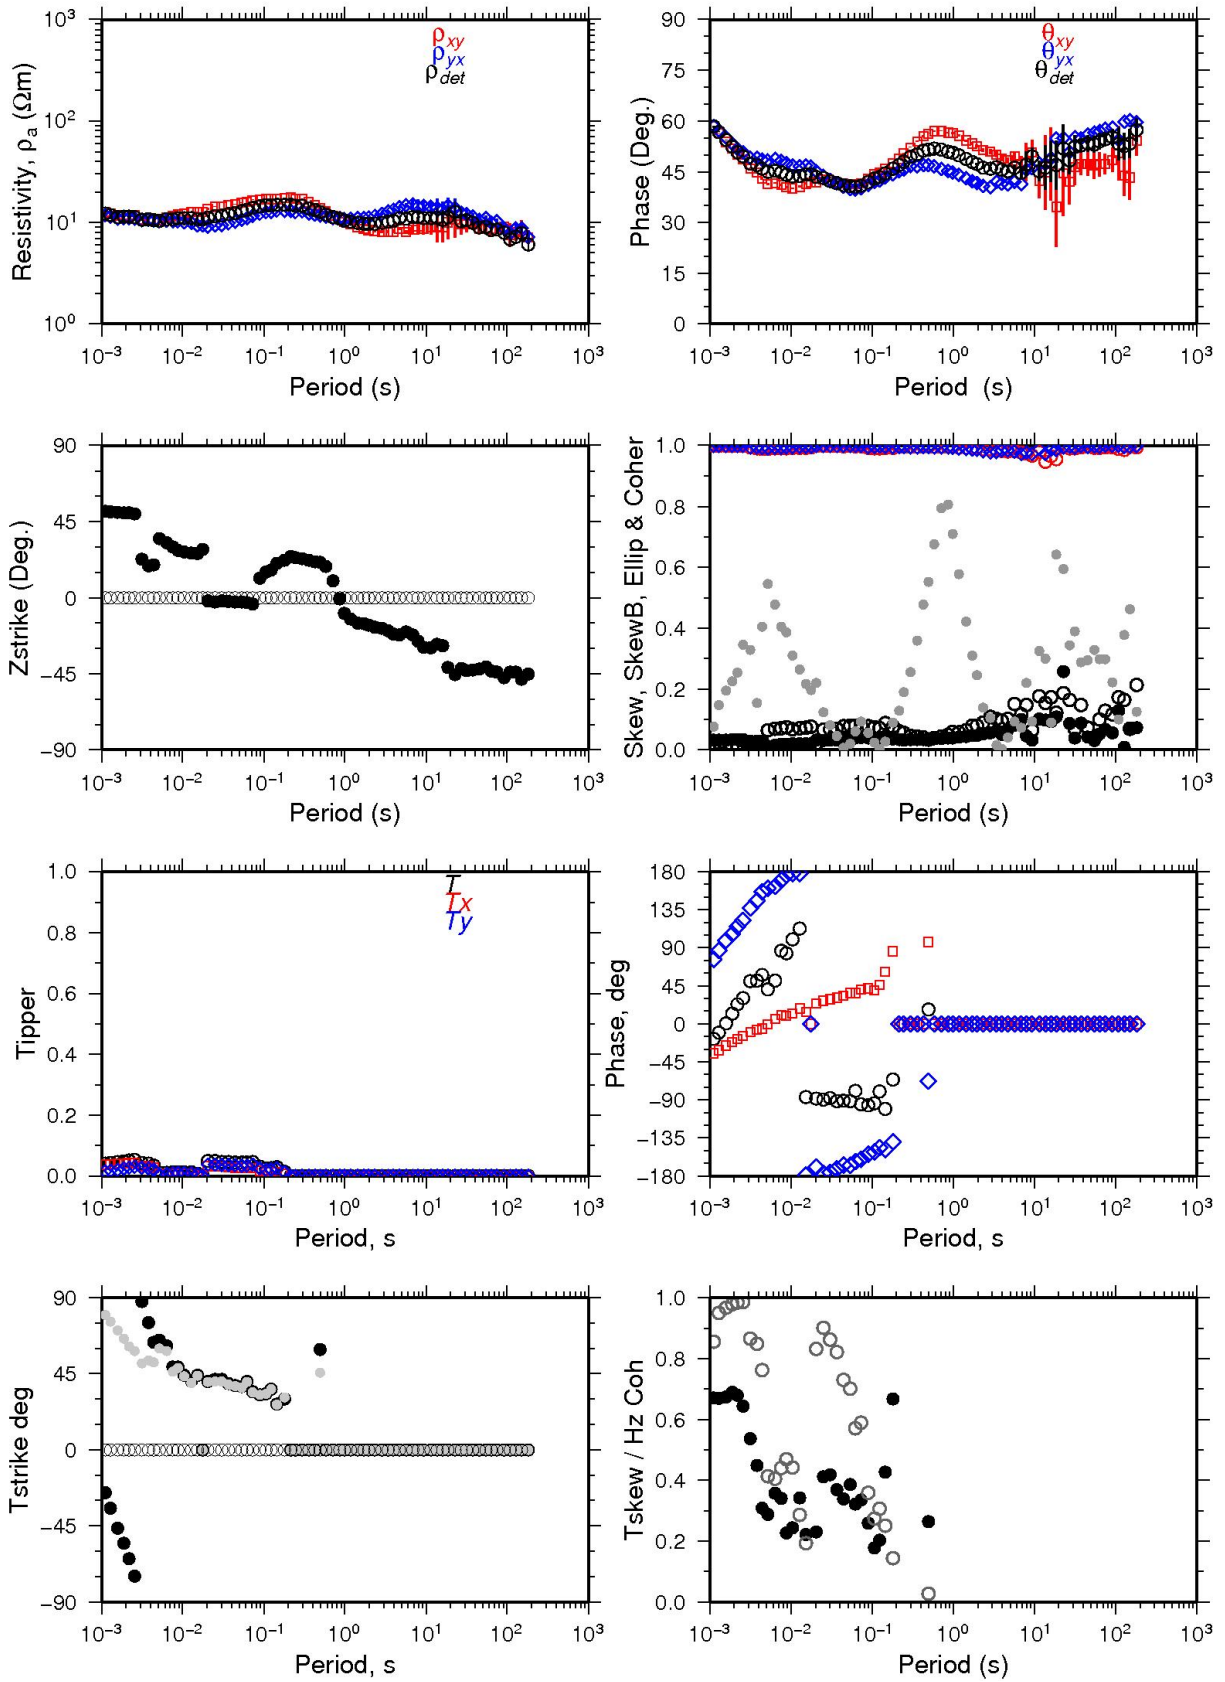 10³
10²
10¹
10⁰
Resistivity, ρa (Ωm)
ρxy
ρyx
ρdet
10⁻³ 10⁻² 10⁻¹ 10⁰ 10¹ 10² 10³
Period (s)
90
75
60
45
30
15
0
Phase (Deg.)
θxy
θyx
θdet
10⁻³ 10⁻² 10⁻¹ 10⁰ 10¹ 10² 10³
Period (s)
90
45
0
−45
−90
Zstrike (Deg.)
10⁻³ 10⁻² 10⁻¹ 10⁰ 10¹ 10² 10³
Period (s)
1.0
0.8
0.6
0.4
0.2
0.0
Skew, SkewB, Ellip & Coher
10⁻³ 10⁻² 10⁻¹ 10⁰ 10¹ 10² 10³
Period (s)
1.0
0.8
0.6
0.4
0.2
0.0
Tipper
T
Tx
Ty
10⁻³ 10⁻² 10⁻¹ 10⁰ 10¹ 10² 10³
Period, s
180
135
90
45
0
−45
−90
−135
−180
Phase, deg
10⁻³ 10⁻² 10⁻¹ 10⁰ 10¹ 10² 10³
Period, s
90
45
0
−45
−90
Tstrike deg
10⁻³ 10⁻² 10⁻¹ 10⁰ 10¹ 10² 10³
Period, s
1.0
0.8
0.6
0.4
0.2
0.0
Tskew / Hz Coh
10⁻³ 10⁻² 10⁻¹ 10⁰ 10¹ 10² 10³
Period (s)